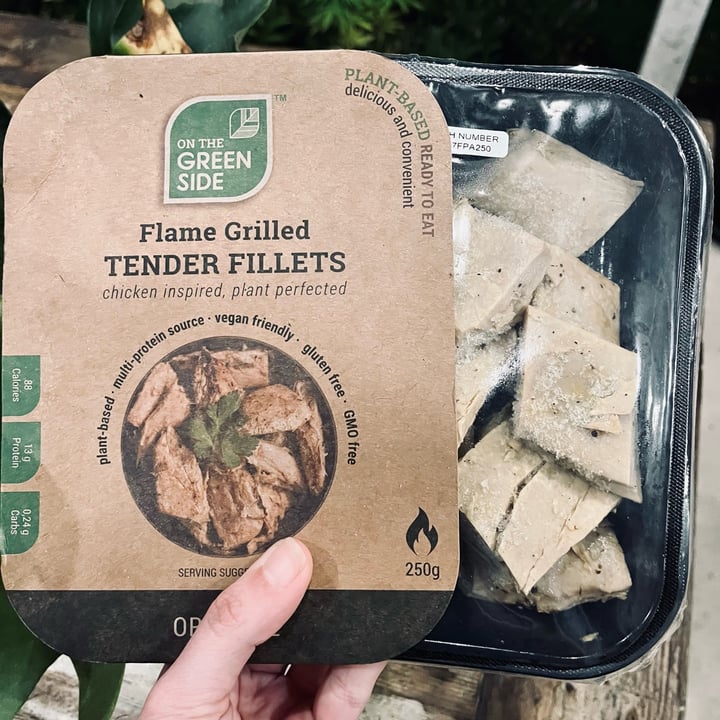 ON THE
GREEN
SIDE
TM
PLANT-BASED READY TO EAT
delicious and convenient
H NUMBER
7FPA250
Flame Grilled
TENDER FILLETS
chicken inspired, plant perfected
plant-based · multi-protein source · vegan friendly · gluten free · GMO free
88
Calories
13 g
Protein
0,24 g
Carbs
SERVING SUGG
250g